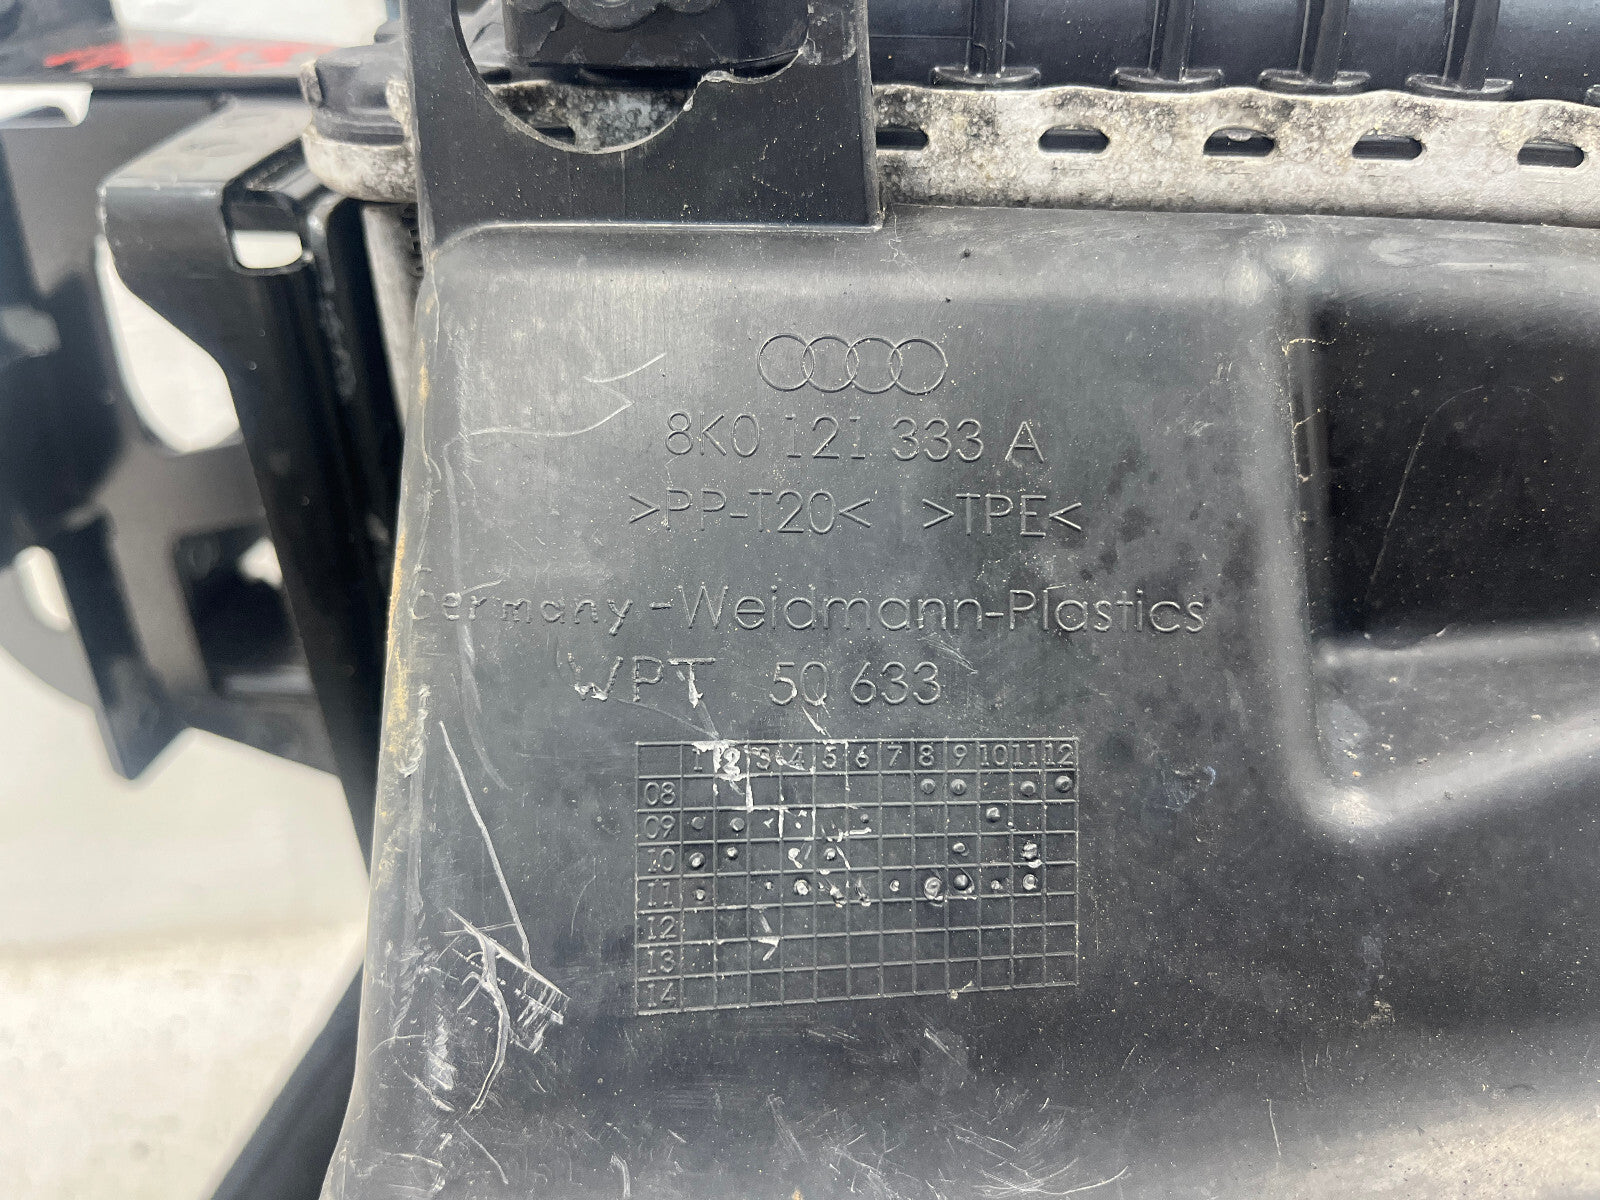 8K0 121 333 A
>PP-T20< >TPE<
Germany-Weidmann-Plastics
WPT 50 633
1 2 3 4 5 6 7 8 9 10 11 12
08
09
10
11
12
13
14